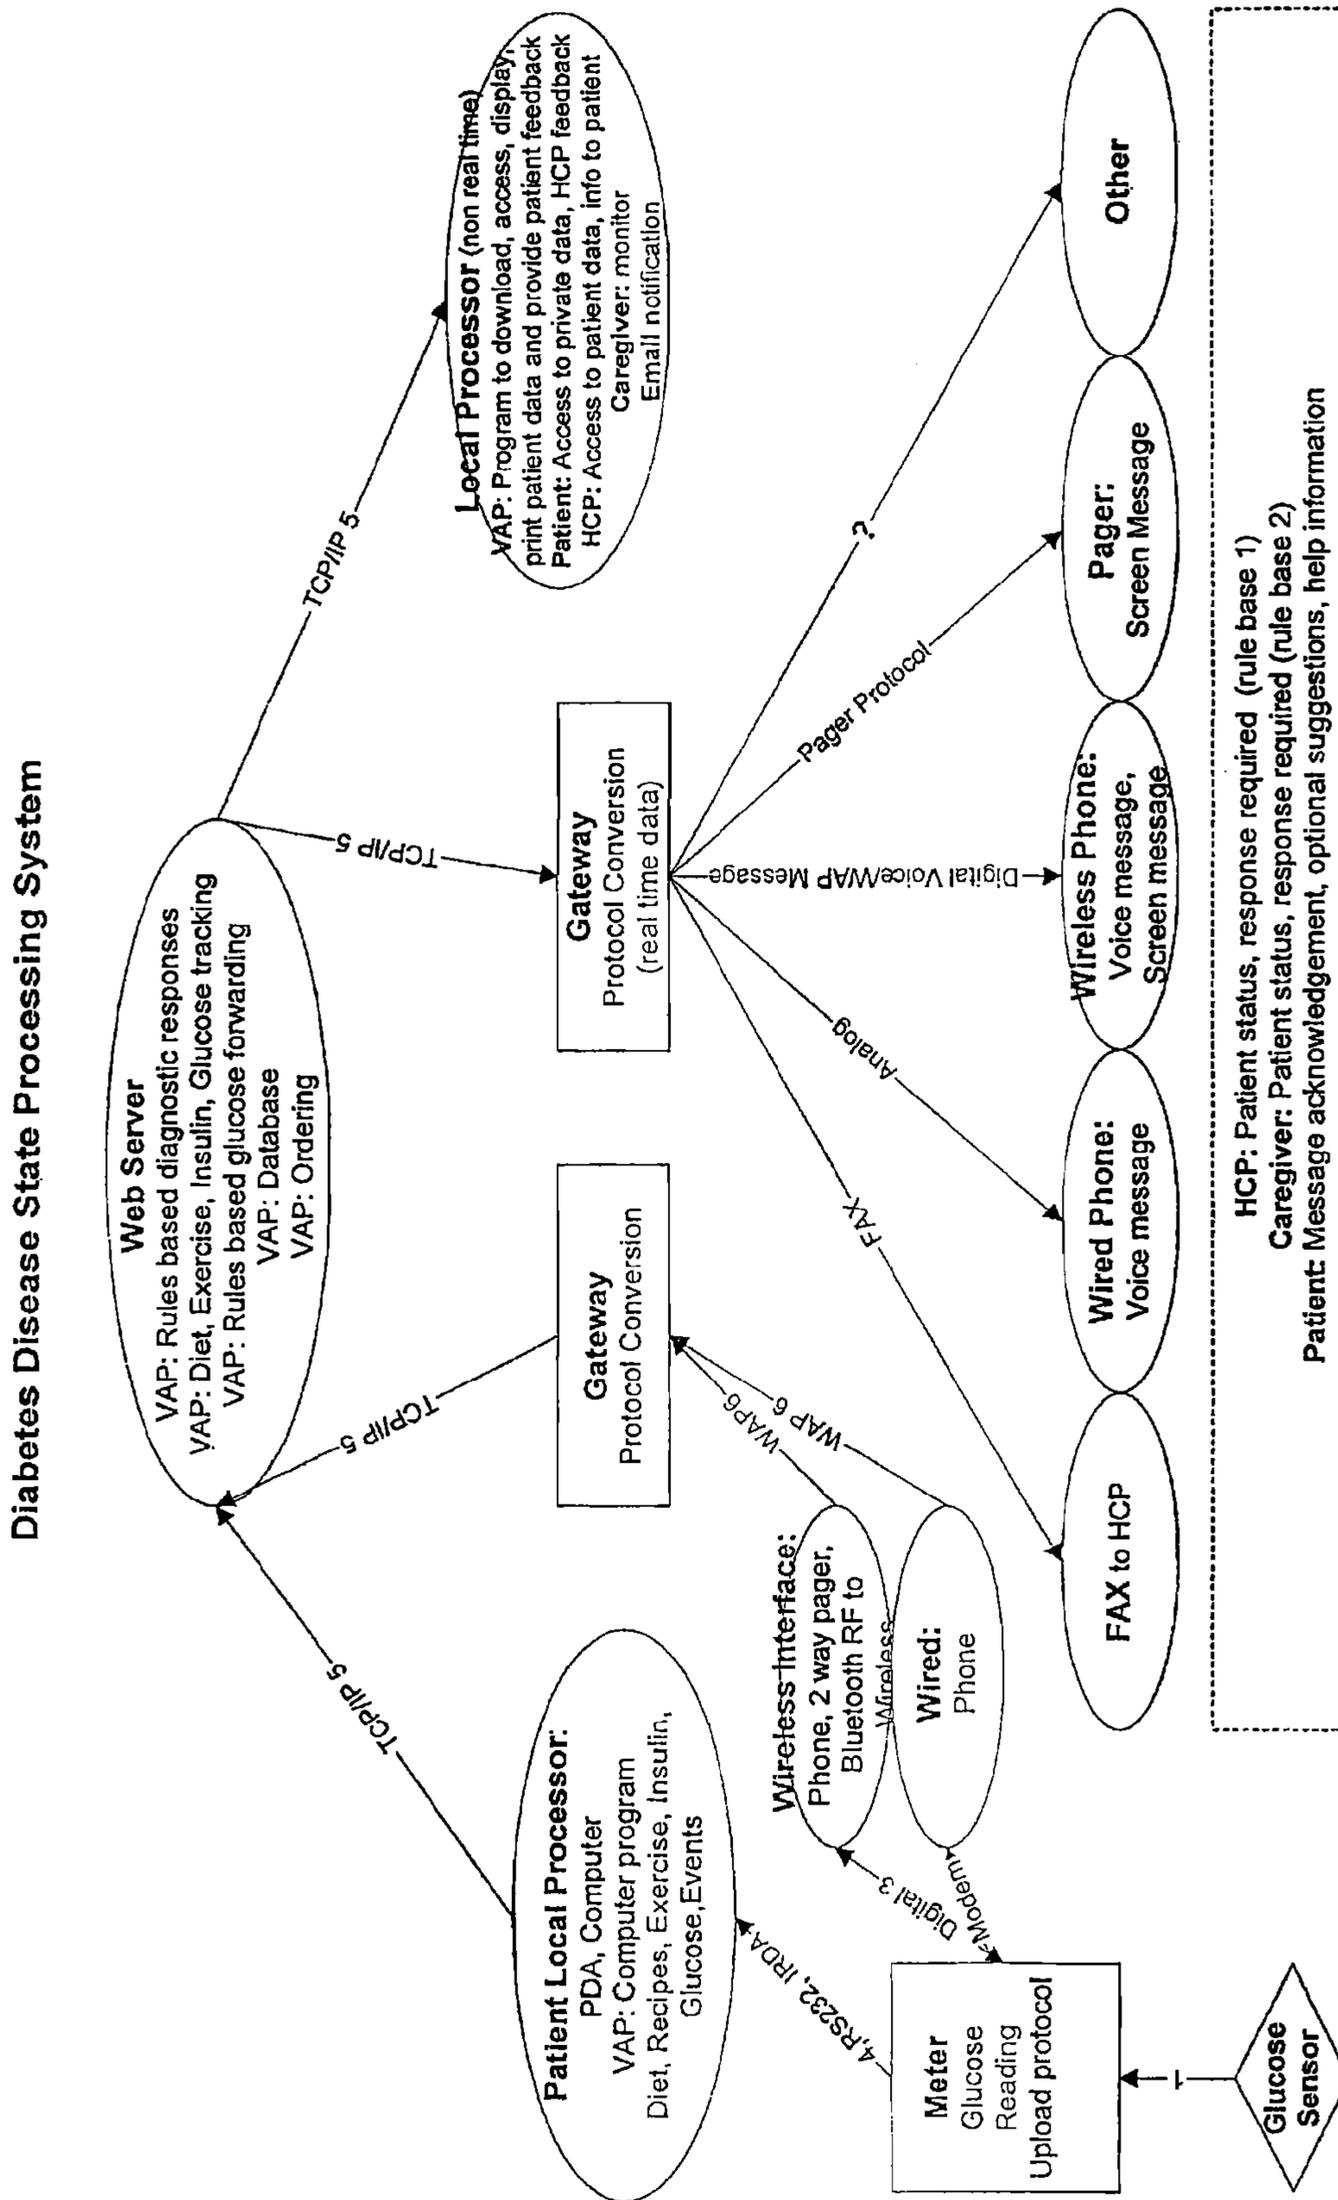 Diabetes Disease State Processing System
Web Server
VAP: Rules based diagnostic responses
VAP: Diet, Exercise, Insulin, Glucose tracking
VAP: Rules based glucose forwarding
VAP: Database
VAP: Ordering
TCP/IP 5
TCP/IP 5
TCP/IP 5
TCP/IP 5
Patient Local Processor:
PDA, Computer
VAP: Computer program
Diet, Recipes, Exercise, Insulin,
Glucose,Events
Gateway
Protocol Conversion
Gateway
Protocol Conversion
(real time data)
Local Processor (non real time)
VAP: Program to download, access, display,
print patient data and provide patient feedback
Patient: Access to private data, HCP feedback
HCP: Access to patient data, info to patient
Caregiver: monitor
Email notification
4,RS232, IRDA
Digital 3
Modem
WAP6
WAP 6
Wireless Interface:
Phone, 2 way pager,
Bluetooth RF to
Wireless
Wired:
Phone
FAX
Analog
Digital Voice/WAP Message
Pager Protocol
?
Meter
Glucose
Reading
Upload protocol
1
Glucose
Sensor
FAX to HCP
Wired Phone:
Voice message
Wireless Phone:
Voice message,
Screen message
Pager:
Screen Message
Other
HCP: Patient status, response required (rule base 1)
Caregiver: Patient status, response required (rule base 2)
Patient: Message acknowledgement, optional suggestions, help information